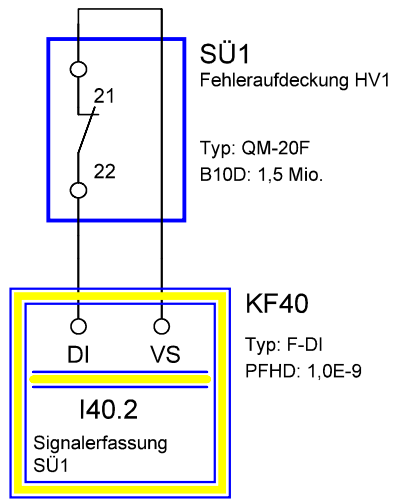 SÜ1
Fehleraufdeckung HV1
21
22
Typ: QM-20F
B10D: 1,5 Mio.
KF40
DI VS
Typ: F-DI
PFHD: 1,0E-9
I40.2
Signalerfassung
SÜ1